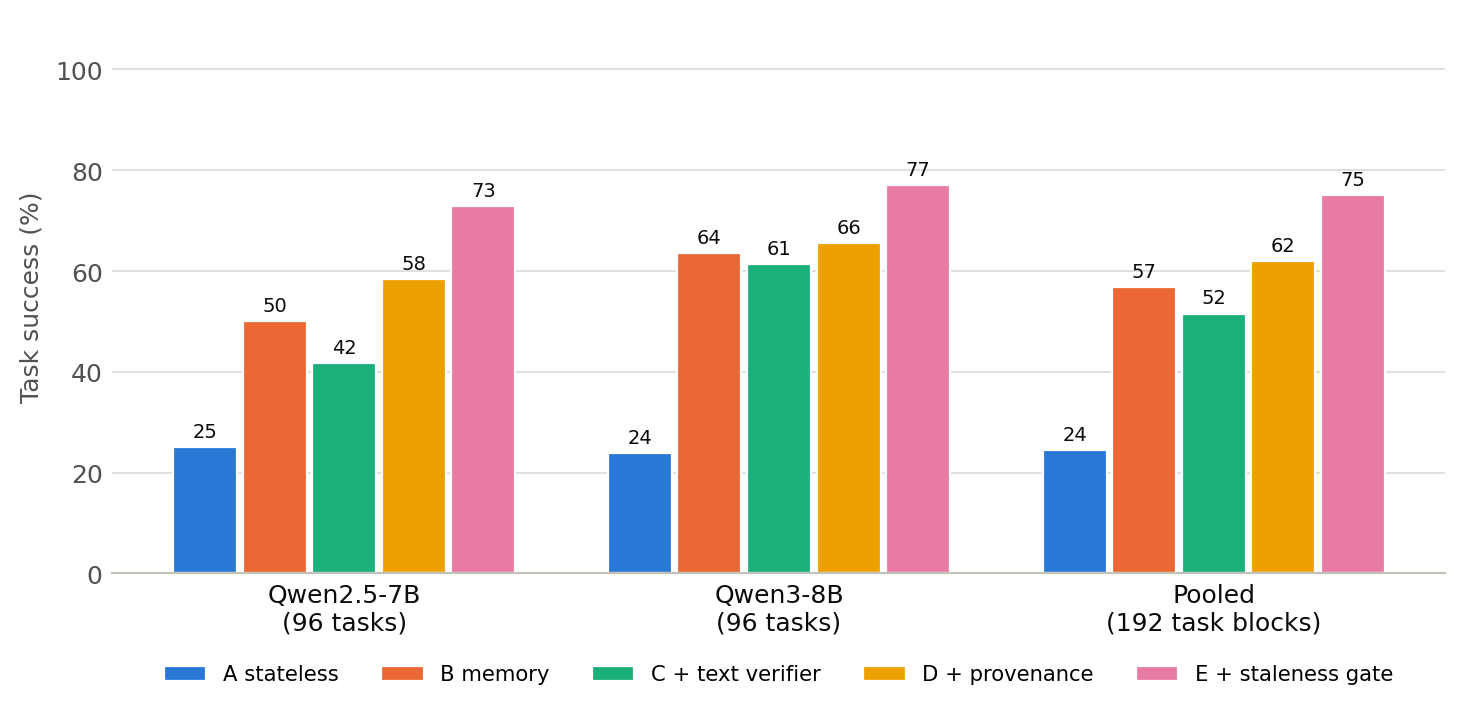 Task success (%)
100
80
60
40
20
0
25
50
42
58
73
24
64
61
66
77
24
57
52
62
75
Qwen2.5-7B
(96 tasks)
Qwen3-8B
(96 tasks)
Pooled
(192 task blocks)
A stateless
B memory
C + text verifier
D + provenance
E + staleness gate